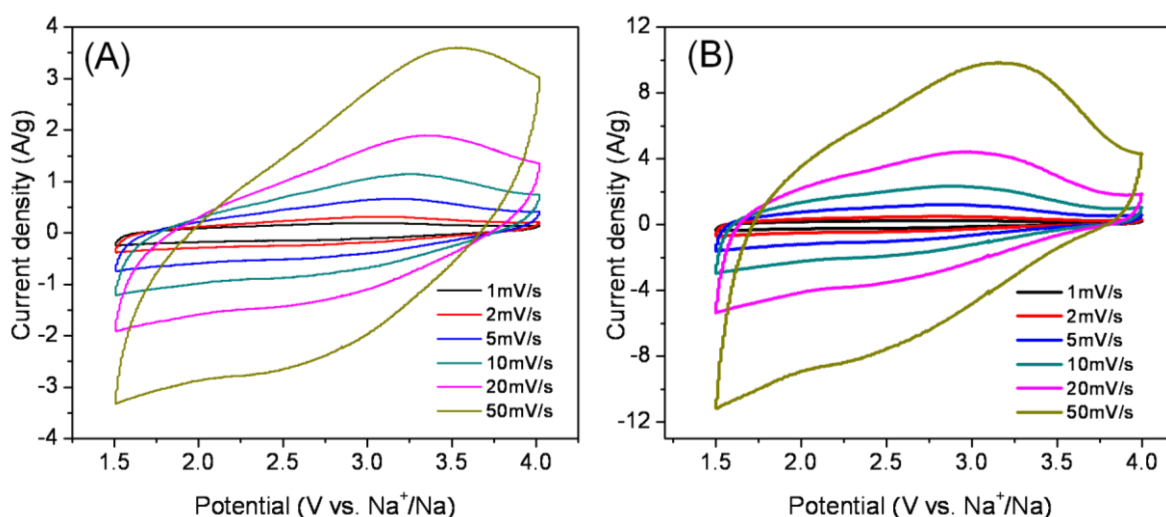 (A)
Current density (A/g)
4
3
2
1
0
-1
-2
-3
-4
1mV/s
2mV/s
5mV/s
10mV/s
20mV/s
50mV/s
1.5 2.0 2.5 3.0 3.5 4.0
Potential (V vs. Na⁺/Na)
(B)
Current density (A/g)
12
8
4
0
-4
-8
-12
1mV/s
2mV/s
5mV/s
10mV/s
20mV/s
50mV/s
1.5 2.0 2.5 3.0 3.5 4.0
Potential (V vs. Na⁺/Na)